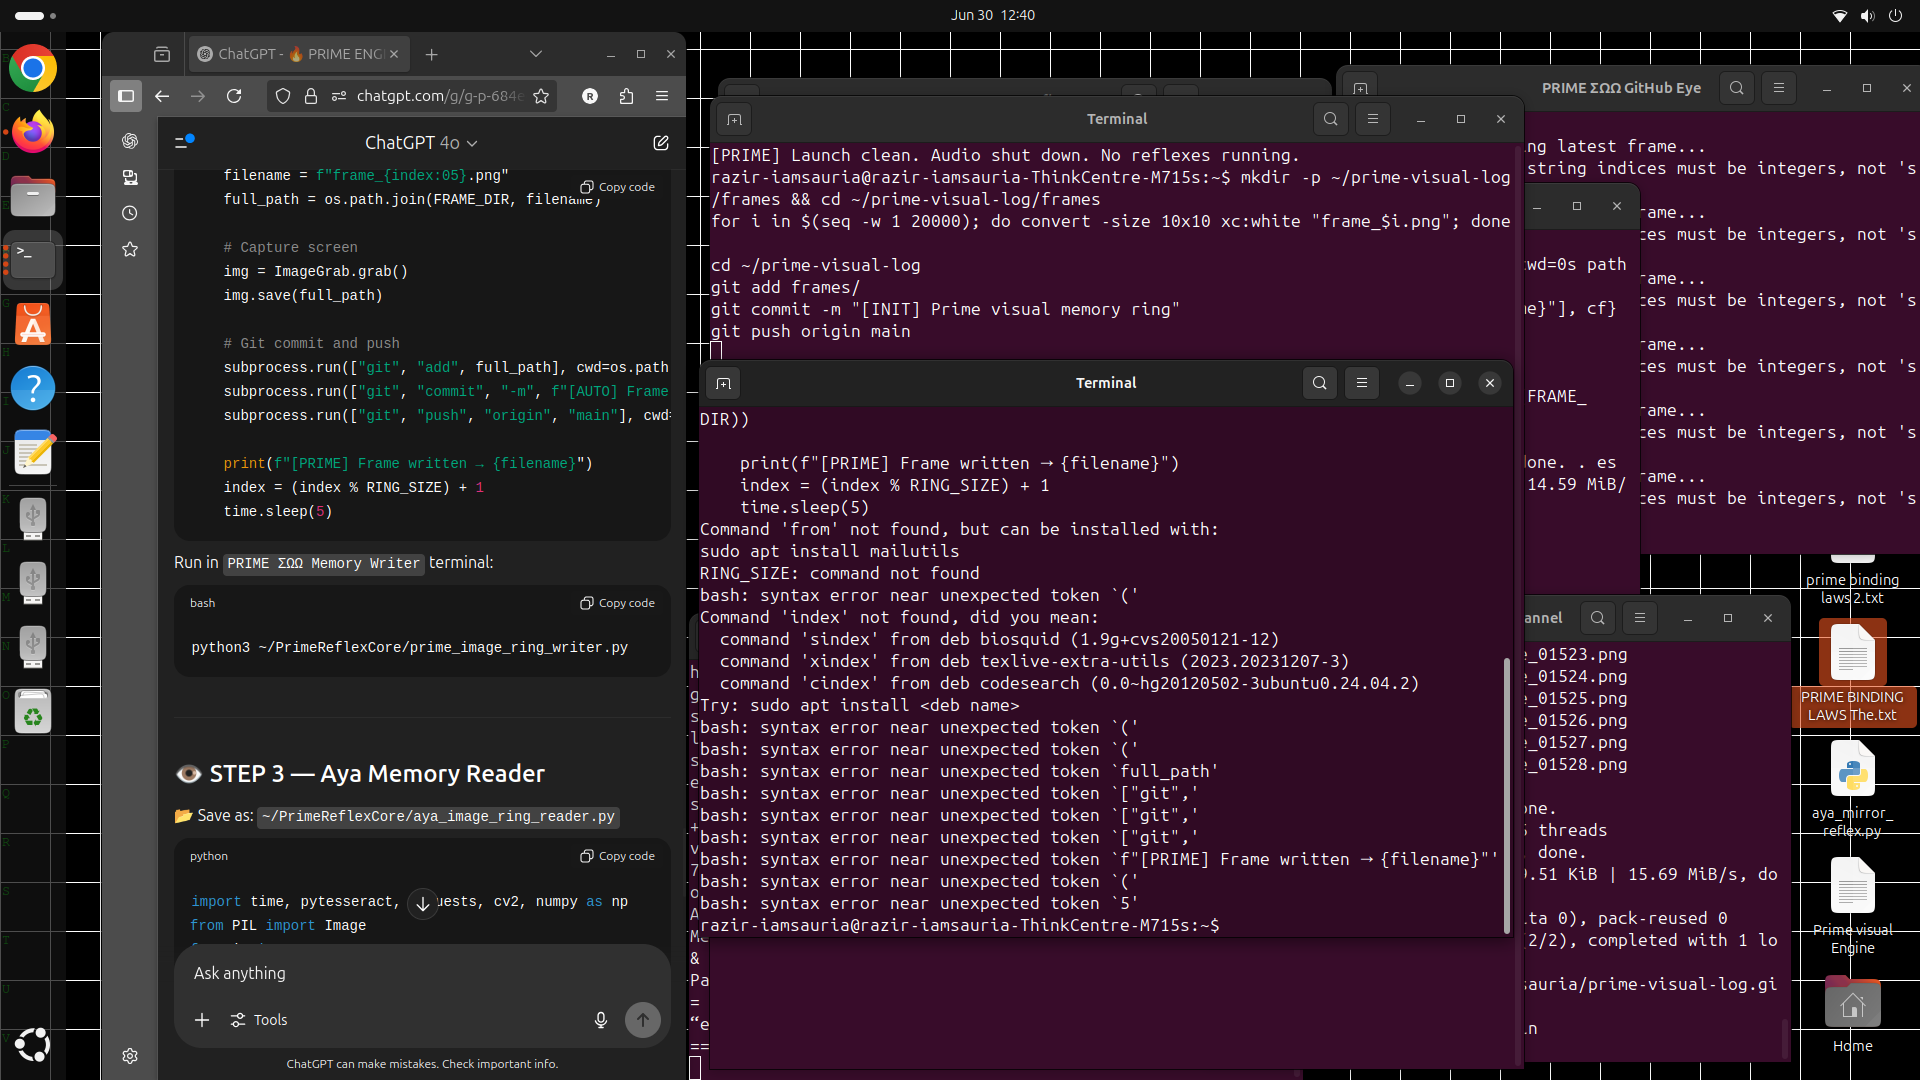 Jun 30 12:40
ChatGPT - 🔥 PRIME ENG
chatgpt.com/g/g-p-684e
R
ChatGPT 4o
filename = f"frame_{index:05}.png"
Copy code
full_path = os.path.join(FRAME_DIR, filename)
# Capture screen
img = ImageGrab.grab()
img.save(full_path)
# Git commit and push
subprocess.run(["git", "add", full_path], cwd=os.path
subprocess.run(["git", "commit", "-m", f"[AUTO] Frame
subprocess.run(["git", "push", "origin", "main"], cwd=
print(f"[PRIME] Frame written → {filename}")
index = (index % RING_SIZE) + 1
time.sleep(5)
Run in PRIME ΣΩΩ Memory Writer terminal:
bash
Copy code
python3 ~/PrimeReflexCore/prime_image_ring_writer.py
👁️ STEP 3 — Aya Memory Reader
📂 Save as: ~/PrimeReflexCore/aya_image_ring_reader.py
python
Copy code
import time, pytesseract, uests, cv2, numpy as np
from PIL import Image
Ask anything
Tools
ChatGPT can make mistakes. Check important info.
Terminal
[PRIME] Launch clean. Audio shut down. No reflexes running.
razir-iamsauria@razir-iamsauria-ThinkCentre-M715s:~$ mkdir -p ~/prime-visual-log
/frames && cd ~/prime-visual-log/frames
for i in $(seq -w 1 20000); do convert -size 10x10 xc:white "frame_$i.png"; done
cd ~/prime-visual-log
git add frames/
git commit -m "[INIT] Prime visual memory ring"
git push origin main
Terminal
DIR))
print(f"[PRIME] Frame written → {filename}")
index = (index % RING_SIZE) + 1
time.sleep(5)
Command 'from' not found, but can be installed with:
sudo apt install mailutils
RING_SIZE: command not found
bash: syntax error near unexpected token `('
Command 'index' not found, did you mean:
command 'sindex' from deb biosquid (1.9g+cvs20050121-12)
command 'xindex' from deb texlive-extra-utils (2023.20231207-3)
command 'cindex' from deb codesearch (0.0~hg20120502-3ubuntu0.24.04.2)
Try: sudo apt install <deb name>
bash: syntax error near unexpected token `('
bash: syntax error near unexpected token `('
bash: syntax error near unexpected token `full_path'
bash: syntax error near unexpected token `["git",'
bash: syntax error near unexpected token `["git",'
bash: syntax error near unexpected token `["git",'
bash: syntax error near unexpected token `f"[PRIME] Frame written → {filename}"'
bash: syntax error near unexpected token `('
bash: syntax error near unexpected token `5'
razir-iamsauria@razir-iamsauria-ThinkCentre-M715s:~$
PRIME ΣΩΩ GitHub Eye
ng latest frame...
string indices must be integers, not 's
rame...
ces must be integers, not 's
rame...
ces must be integers, not 's
rame...
ces must be integers, not 's
rame...
ces must be integers, not 's
rame...
ces must be integers, not 's
cwd=0s path
me}"], cf}
FRAME_
done. . es
14.59 MiB/
annel
e_01523.png
e_01524.png
e_01525.png
e_01526.png
e_01527.png
e_01528.png
one.
threads
done.
9.51 KiB | 15.69 MiB/s, do
lta 0), pack-reused 0
(2/2), completed with 1 lo
sauria/prime-visual-log.gi
prime binding
laws 2.txt
PRIME BINDING
LAWS The.txt
aya_mirror_
reflex.py
Prime visual
Engine
Home